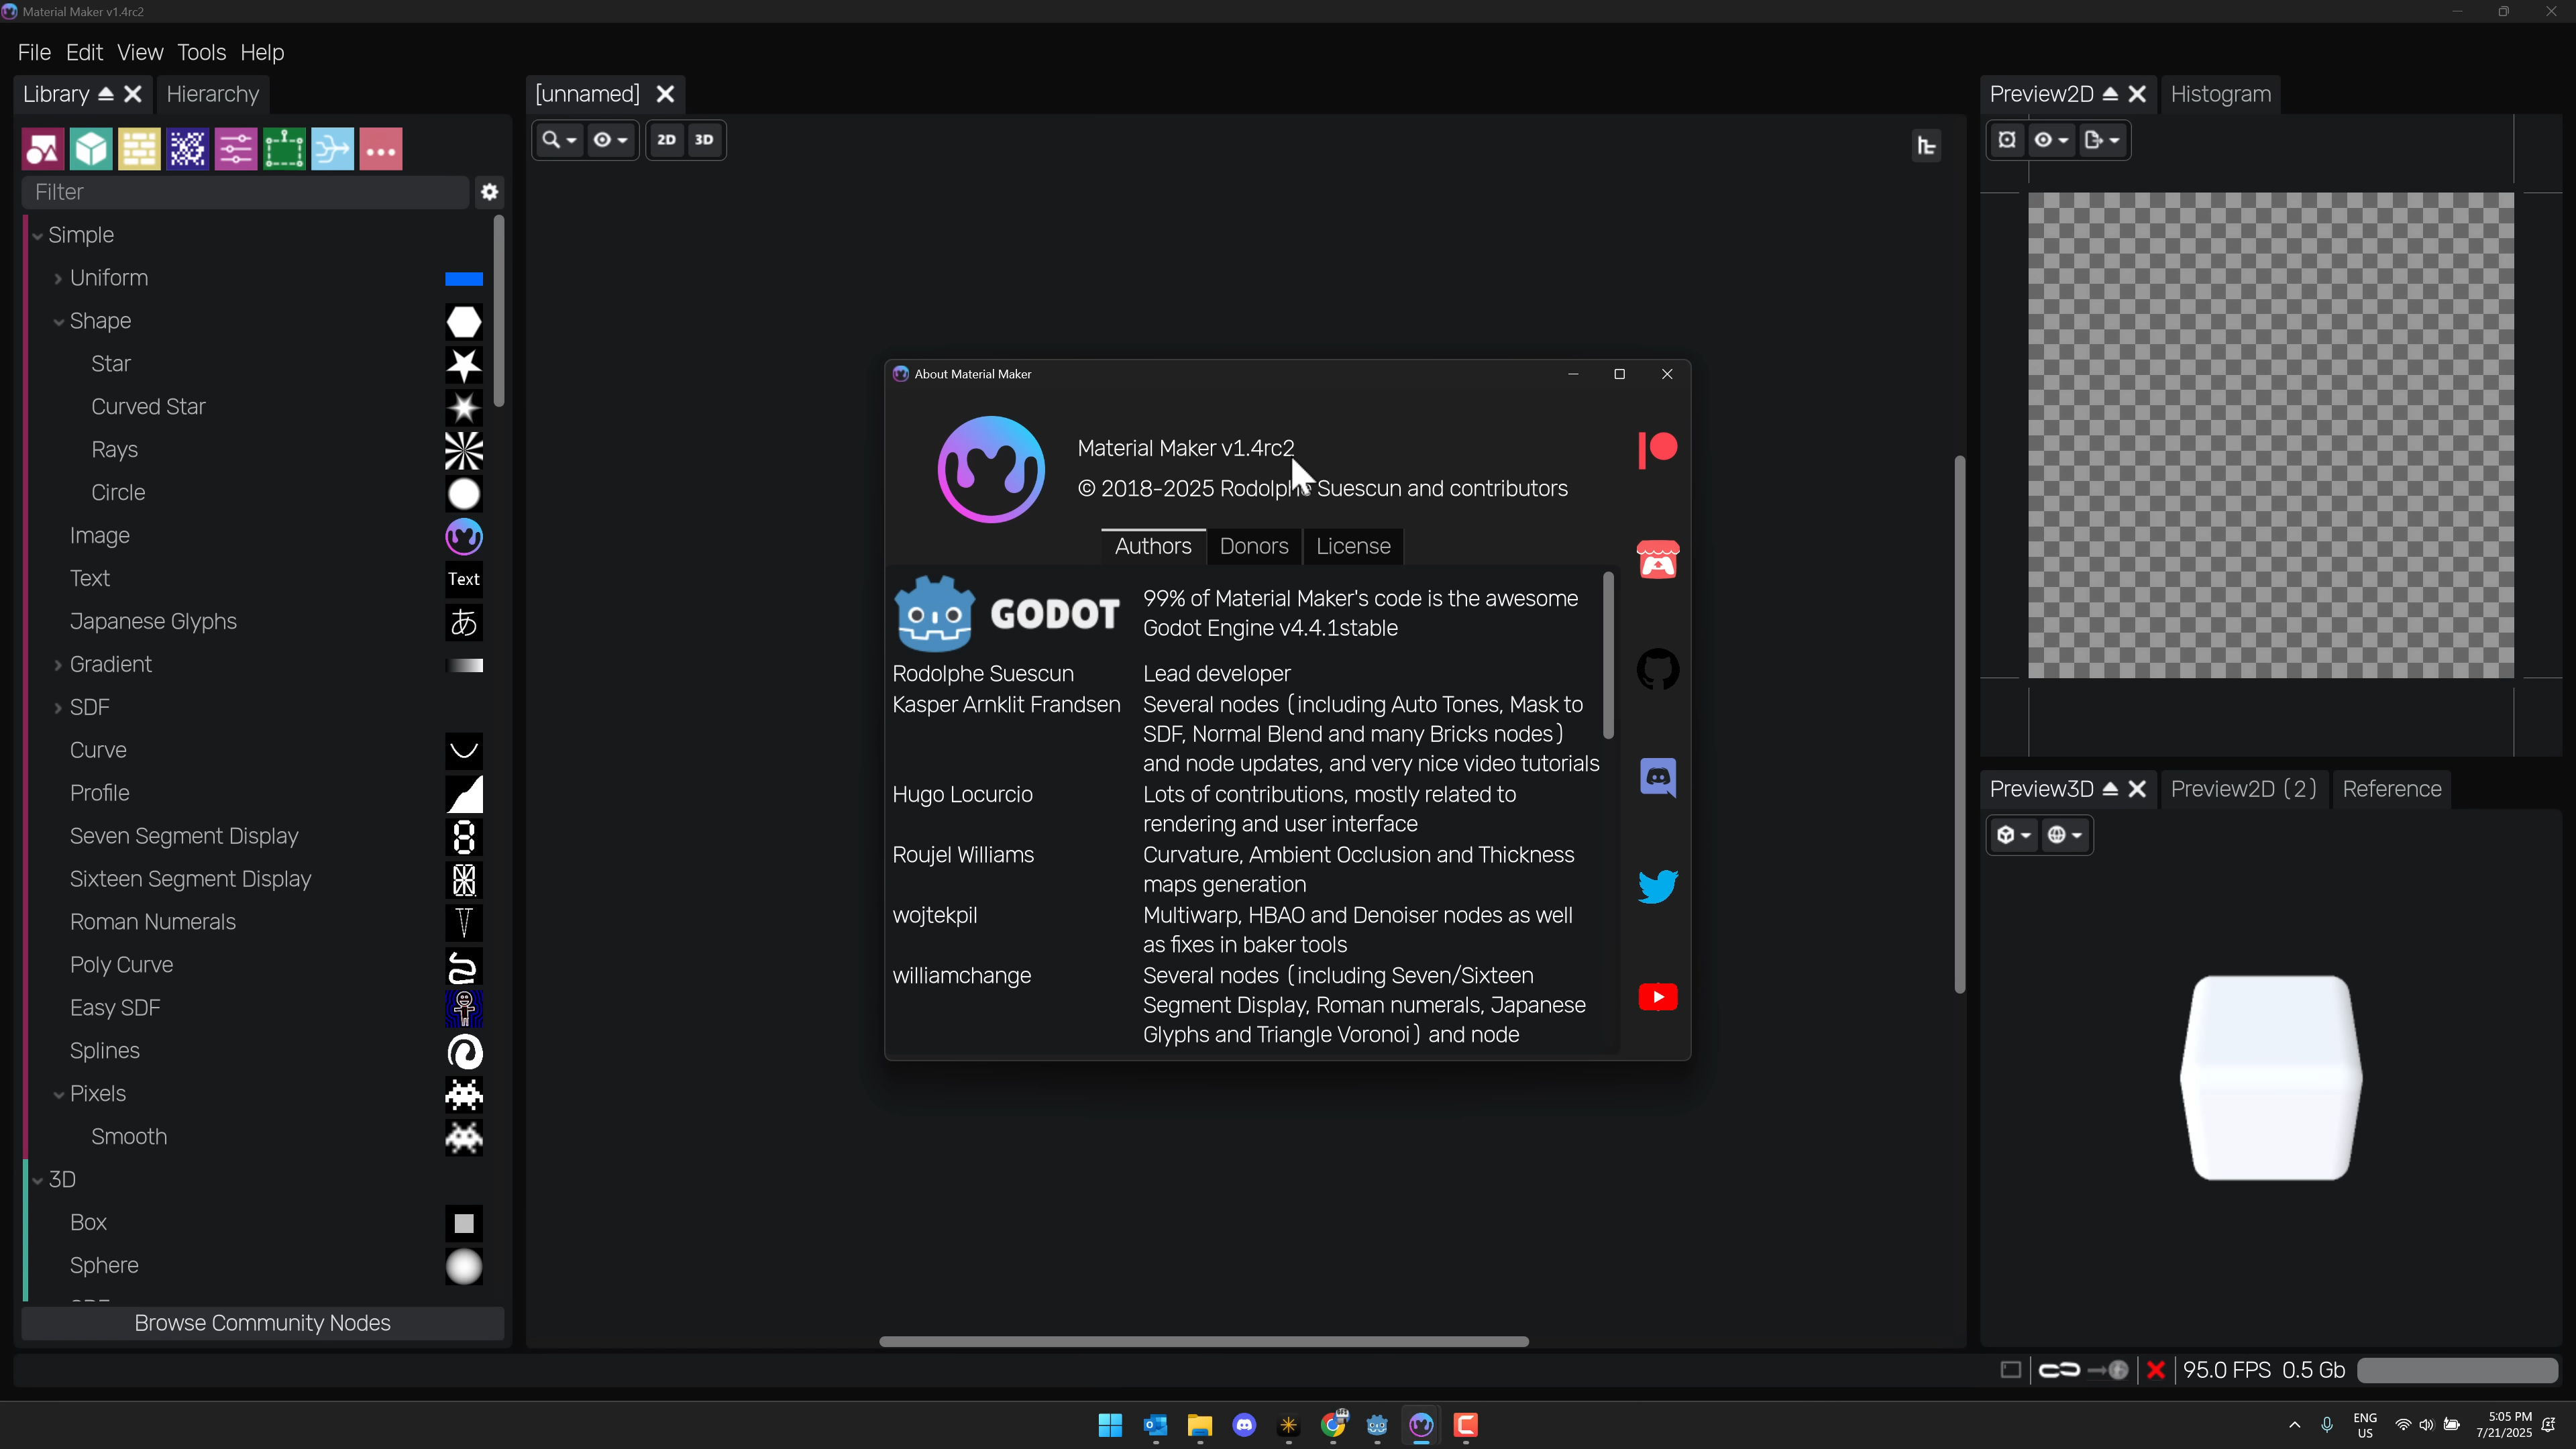 Material Maker v1.4rc2
File Edit View Tools Help
Library
Hierarchy
[unnamed]
Preview2D
Histogram
2D
3D
Filter
Simple
Uniform
Shape
Star
Curved Star
Rays
Circle
Image
Text
Text
Japanese Glyphs
あ
Gradient
SDF
Curve
Profile
Seven Segment Display
Sixteen Segment Display
Roman Numerals
Poly Curve
Easy SDF
Splines
Pixels
Smooth
3D
Box
Sphere
Browse Community Nodes
About Material Maker
Material Maker v1.4rc2
© 2018-2025 Rodolphe Suescun and contributors
Authors
Donors
License
GODOT
99% of Material Maker's code is the awesome
Godot Engine v4.4.1stable
Rodolphe Suescun Lead developer
Kasper Arnklit Frandsen Several nodes (including Auto Tones, Mask to
SDF, Normal Blend and many Bricks nodes)
and node updates, and very nice video tutorials
Hugo Locurcio Lots of contributions, mostly related to
rendering and user interface
Roujel Williams Curvature, Ambient Occlusion and Thickness
maps generation
wojtekpil Multiwarp, HBAO and Denoiser nodes as well
as fixes in baker tools
williamchange Several nodes (including Seven/Sixteen
Segment Display, Roman numerals, Japanese
Glyphs and Triangle Voronoi) and node
Preview3D
Preview2D (2)
Reference
95.0 FPS 0.5 Gb
ENG
US
5:05 PM
7/21/2025